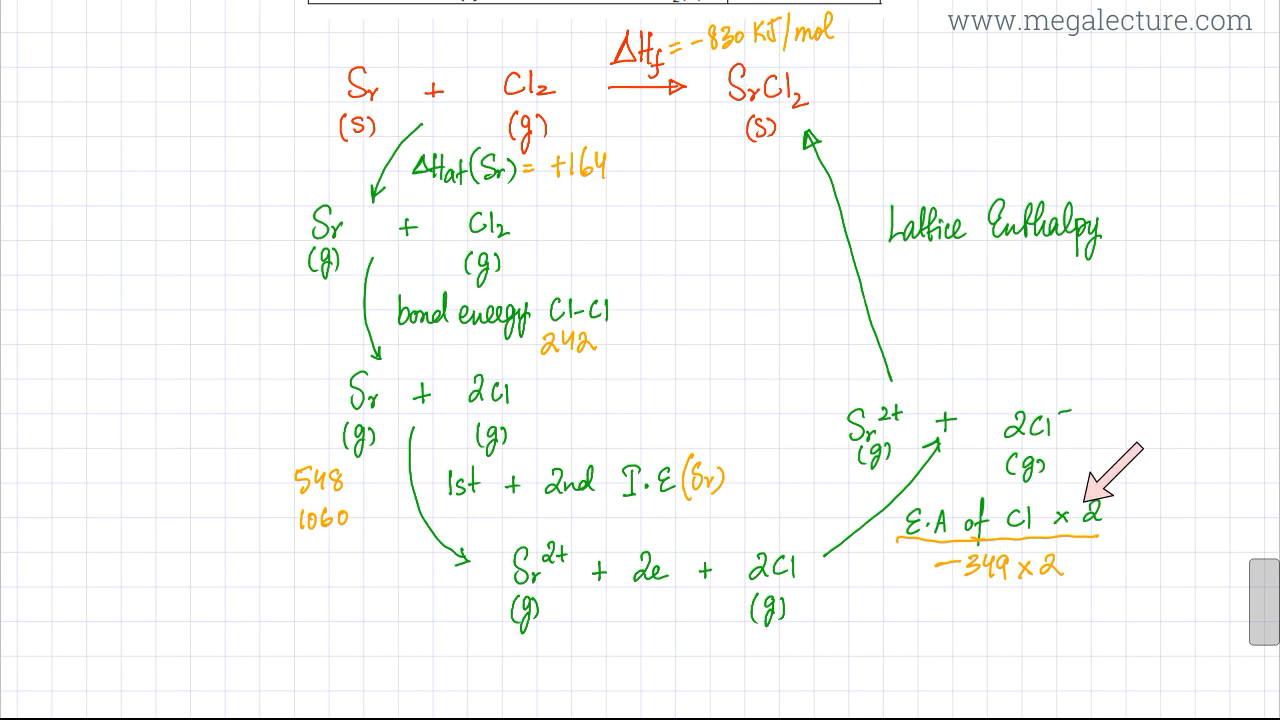 www.megalecture.com
ΔHf = -830 KJ/mol
Sr + Cl₂ → SrCl₂
(s) (g) (s)
ΔHat(Sr) = +164
Sr + Cl₂
(g) (g)
Lattice Enthalpy
bond energy Cl-Cl
242
Sr + 2Cl
(g) (g)
Sr²⁺ + 2Cl⁻
(g) (g)
548
1st + 2nd I.E (Sr)
1060
E.A of Cl × 2
-349 × 2
Sr²⁺ + 2e + 2Cl
(g) (g)